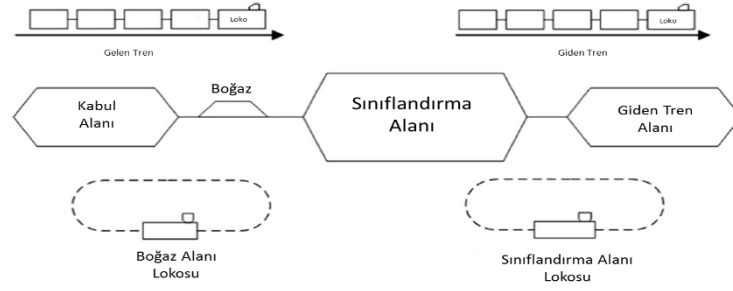 Loko
Loko
Gelen Tren
Giden Tren
Boğaz
Kabul
Alanı
Sınıflandırma
Alanı
Giden Tren
Alanı
Boğaz Alanı
Lokosu
Sınıflandırma Alanı
Lokosu